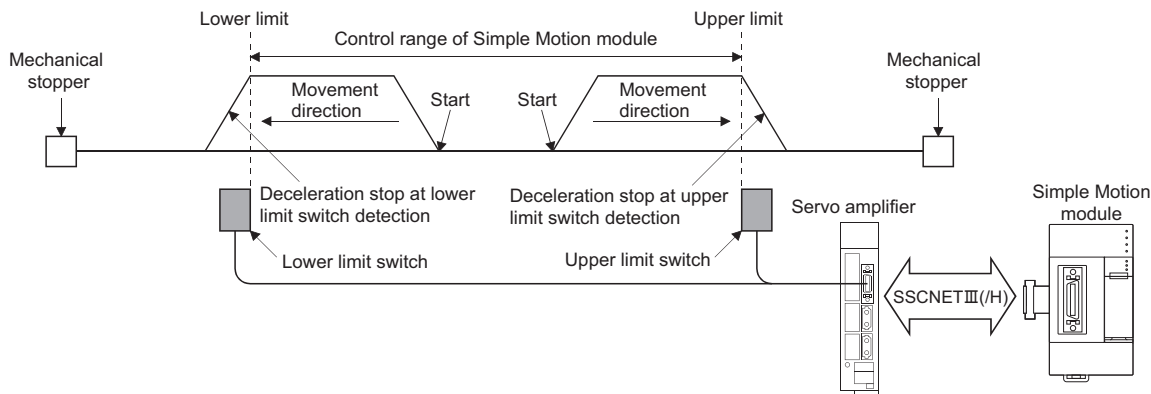 Lower limit
Upper limit
Control range of Simple Motion module
Mechanical
stopper
Movement
direction
Start
Start
Movement
direction
Mechanical
stopper
Deceleration stop at lower
limit switch detection
Deceleration stop at upper
limit switch detection
Servo amplifier
Simple Motion
module
Lower limit switch
Upper limit switch
SSCNETⅢ(/H)